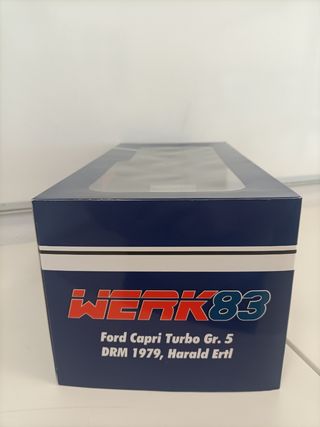 WERK83
Ford Capri Turbo Gr. 5
DRM 1979, Harald Ertl